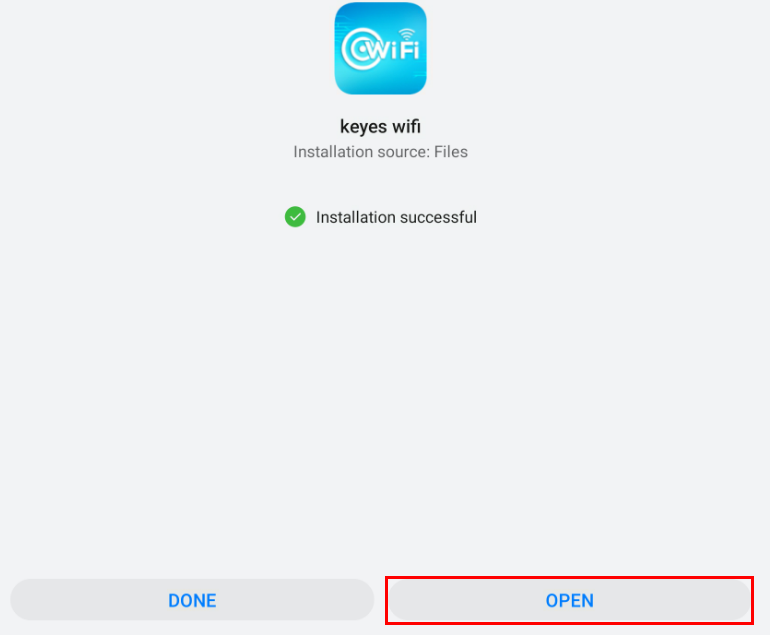 WiFi
keyes wifi
Installation source: Files
Installation successful
DONE
OPEN